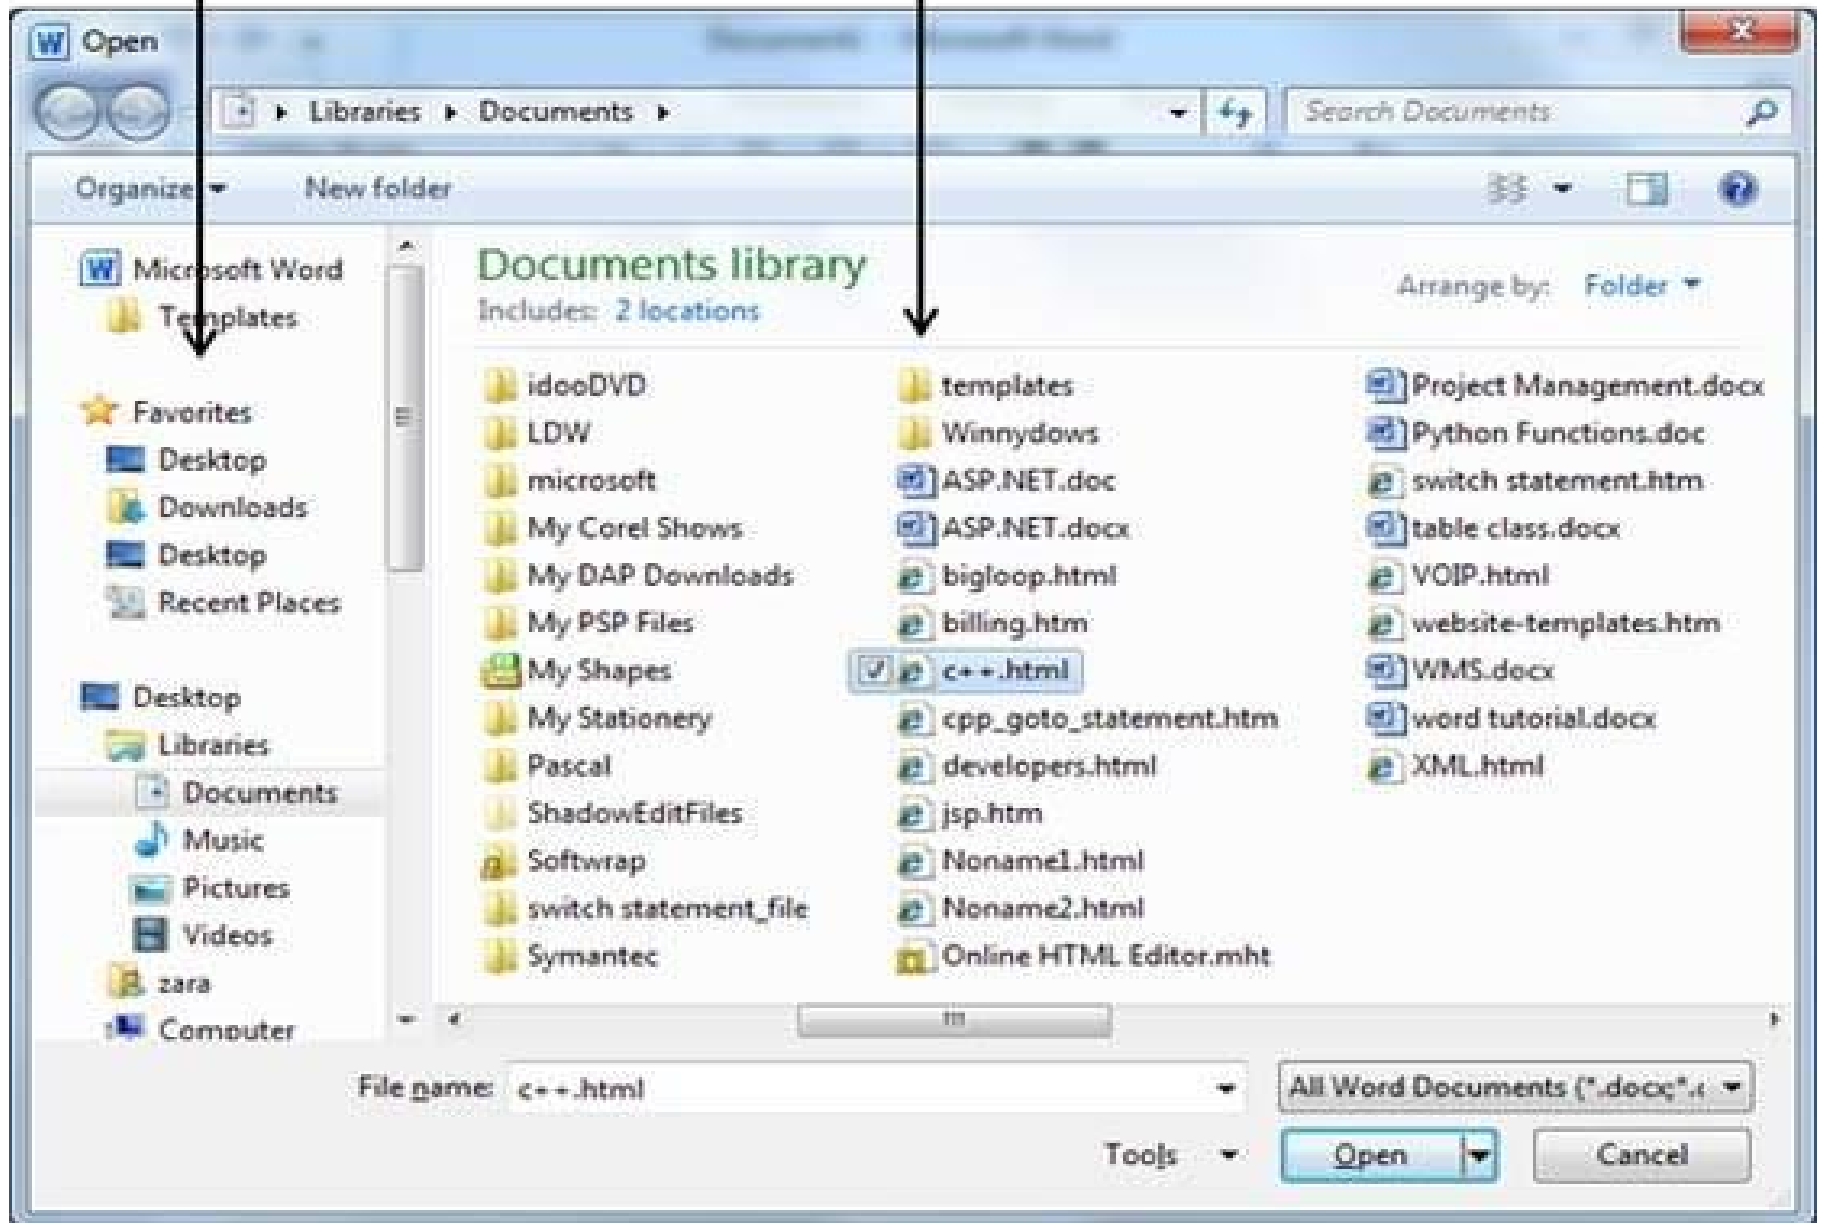 Open
Libraries Documents
Search Documents
Organize New folder
Microsoft Word
Templates
Favorites
Desktop
Downloads
Desktop
Recent Places
Desktop
Libraries
Documents
Music
Pictures
Videos
zara
Computer
Documents library
Includes: 2 locations
Arrange by: Folder
idooDVD
LDW
microsoft
My Corel Shows
My DAP Downloads
My PSP Files
My Shapes
My Stationery
Pascal
ShadowEditFiles
Softwrap
switch statement_file
Symantec
templates
Winnydows
ASP.NET.doc
ASP.NET.docx
bigloop.html
billing.htm
c++.html
cpp_goto_statement.htm
developers.html
jsp.htm
Noname1.html
Noname2.html
Online HTML Editor.mht
Project Management.docx
Python Functions.doc
switch statement.htm
table class.docx
VOIP.html
website-templates.htm
WMS.docx
word tutorial.docx
XML.html
File name: c++.html
All Word Documents (*.docx;*.
Tools Open Cancel